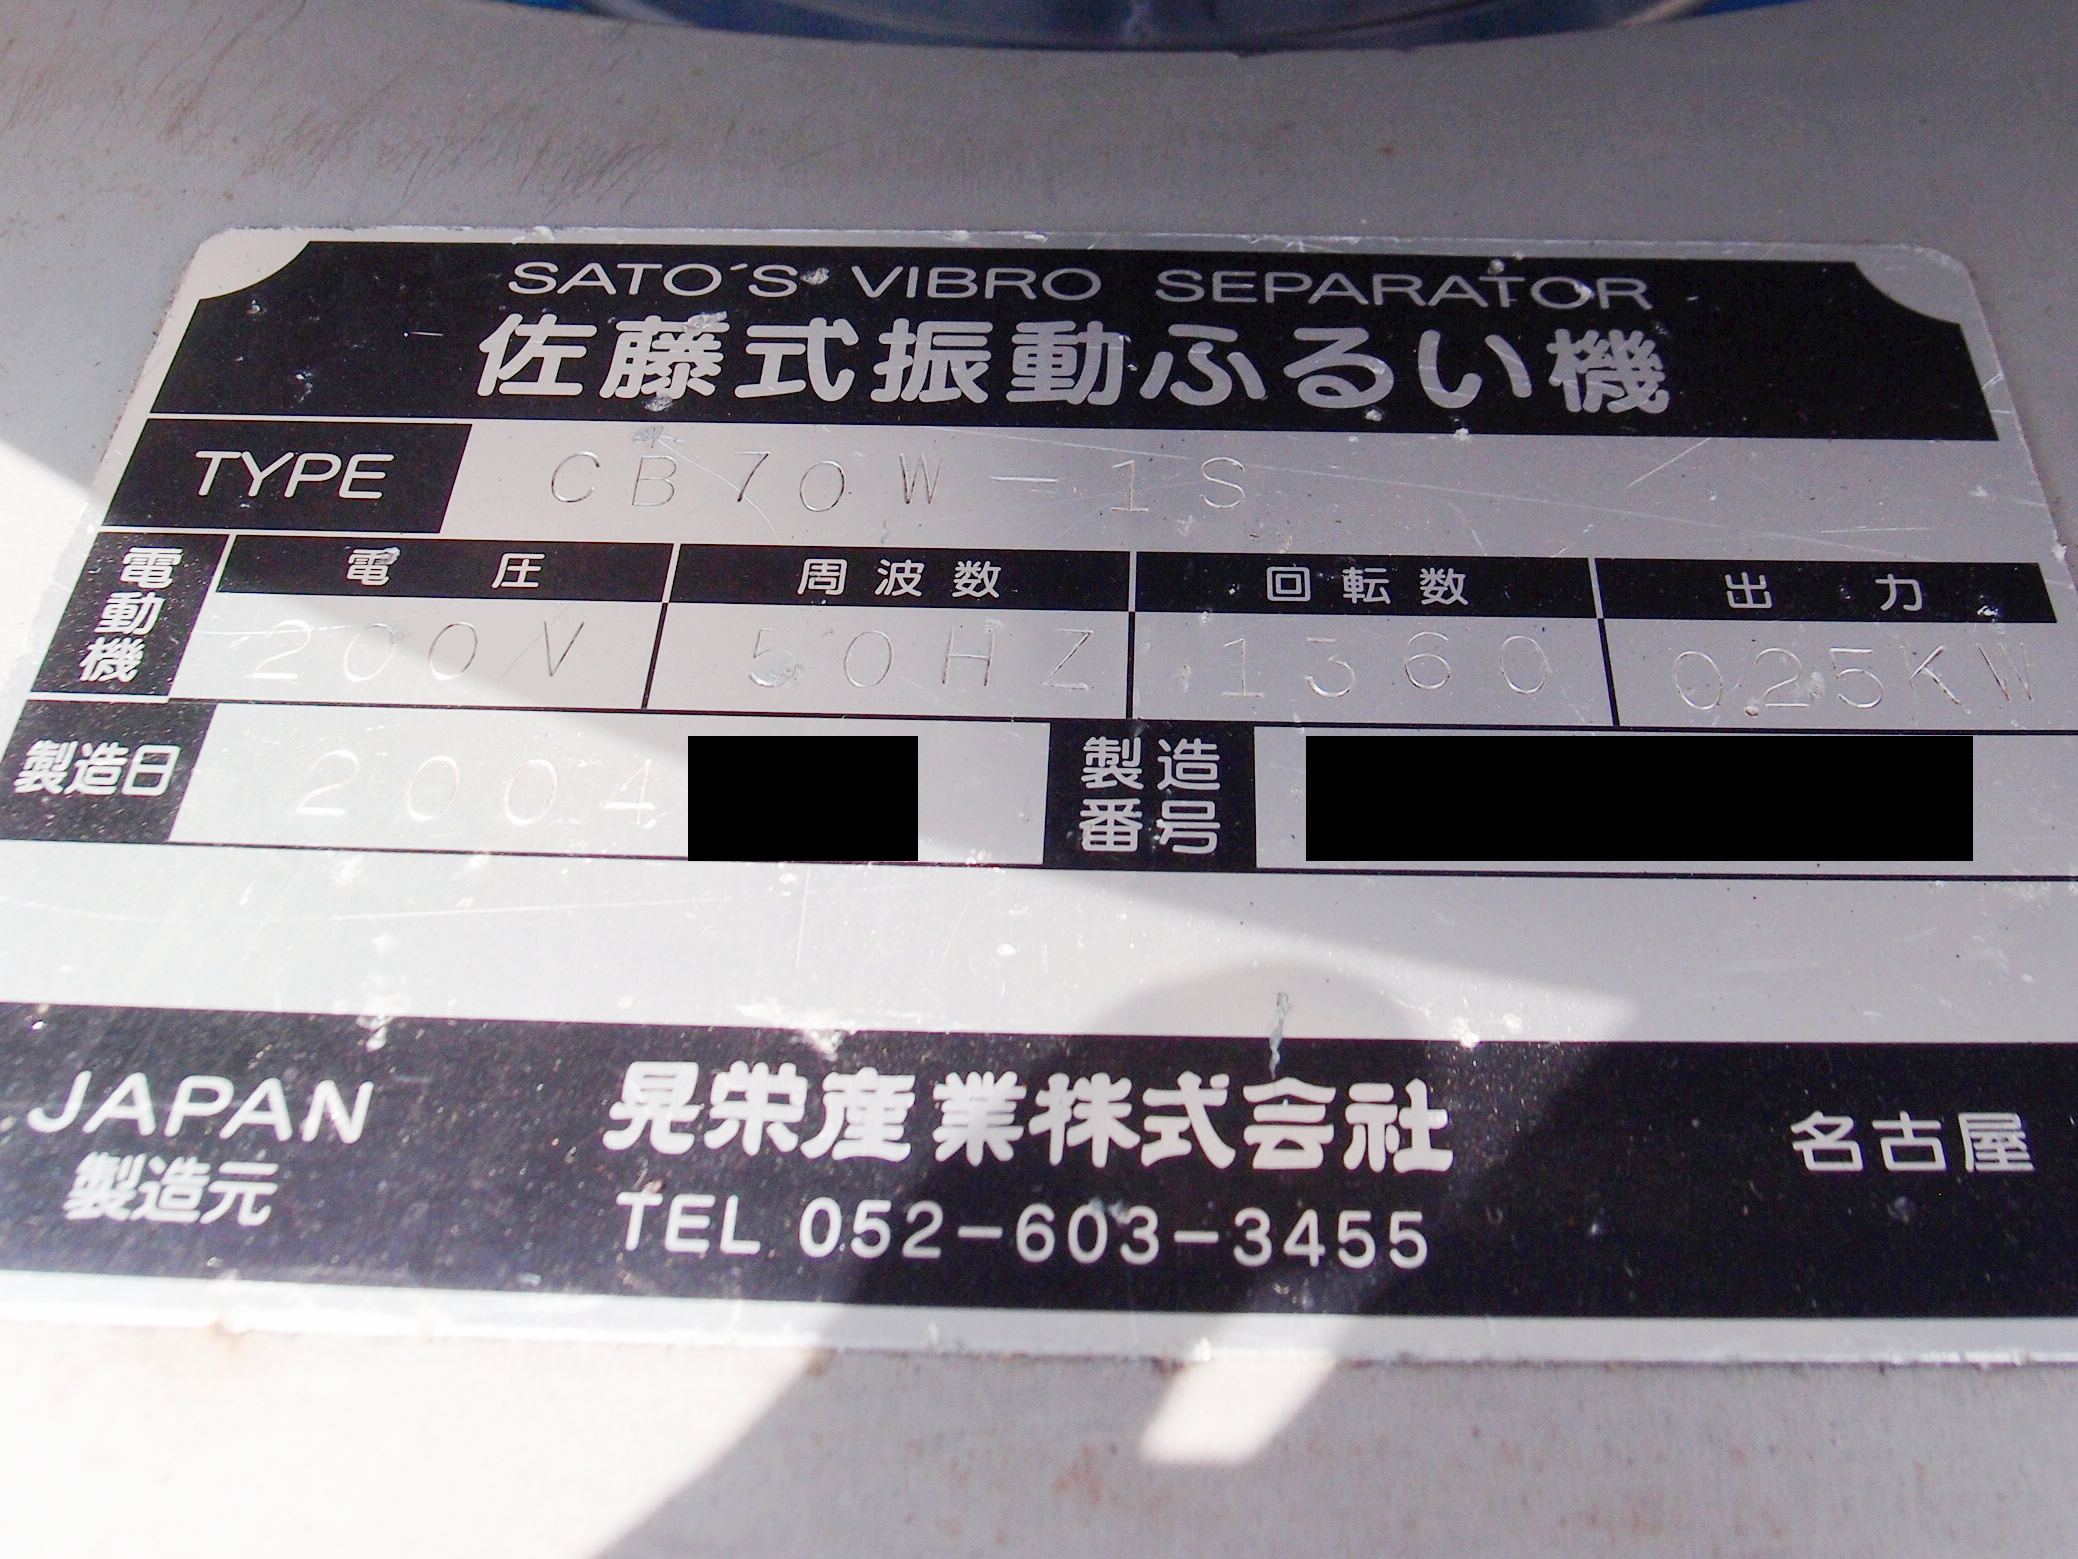 SATO'S VIBRO SEPARATOR
佐藤式振動ふるい機
TYPE CB70W-1S
電動機
電圧 周波数 回転数 出力
200V 50HZ 1360 0.25KW
製造日 2004 製造番号
JAPAN 晃栄産業株式会社 名古屋
製造元 TEL 052-603-3455